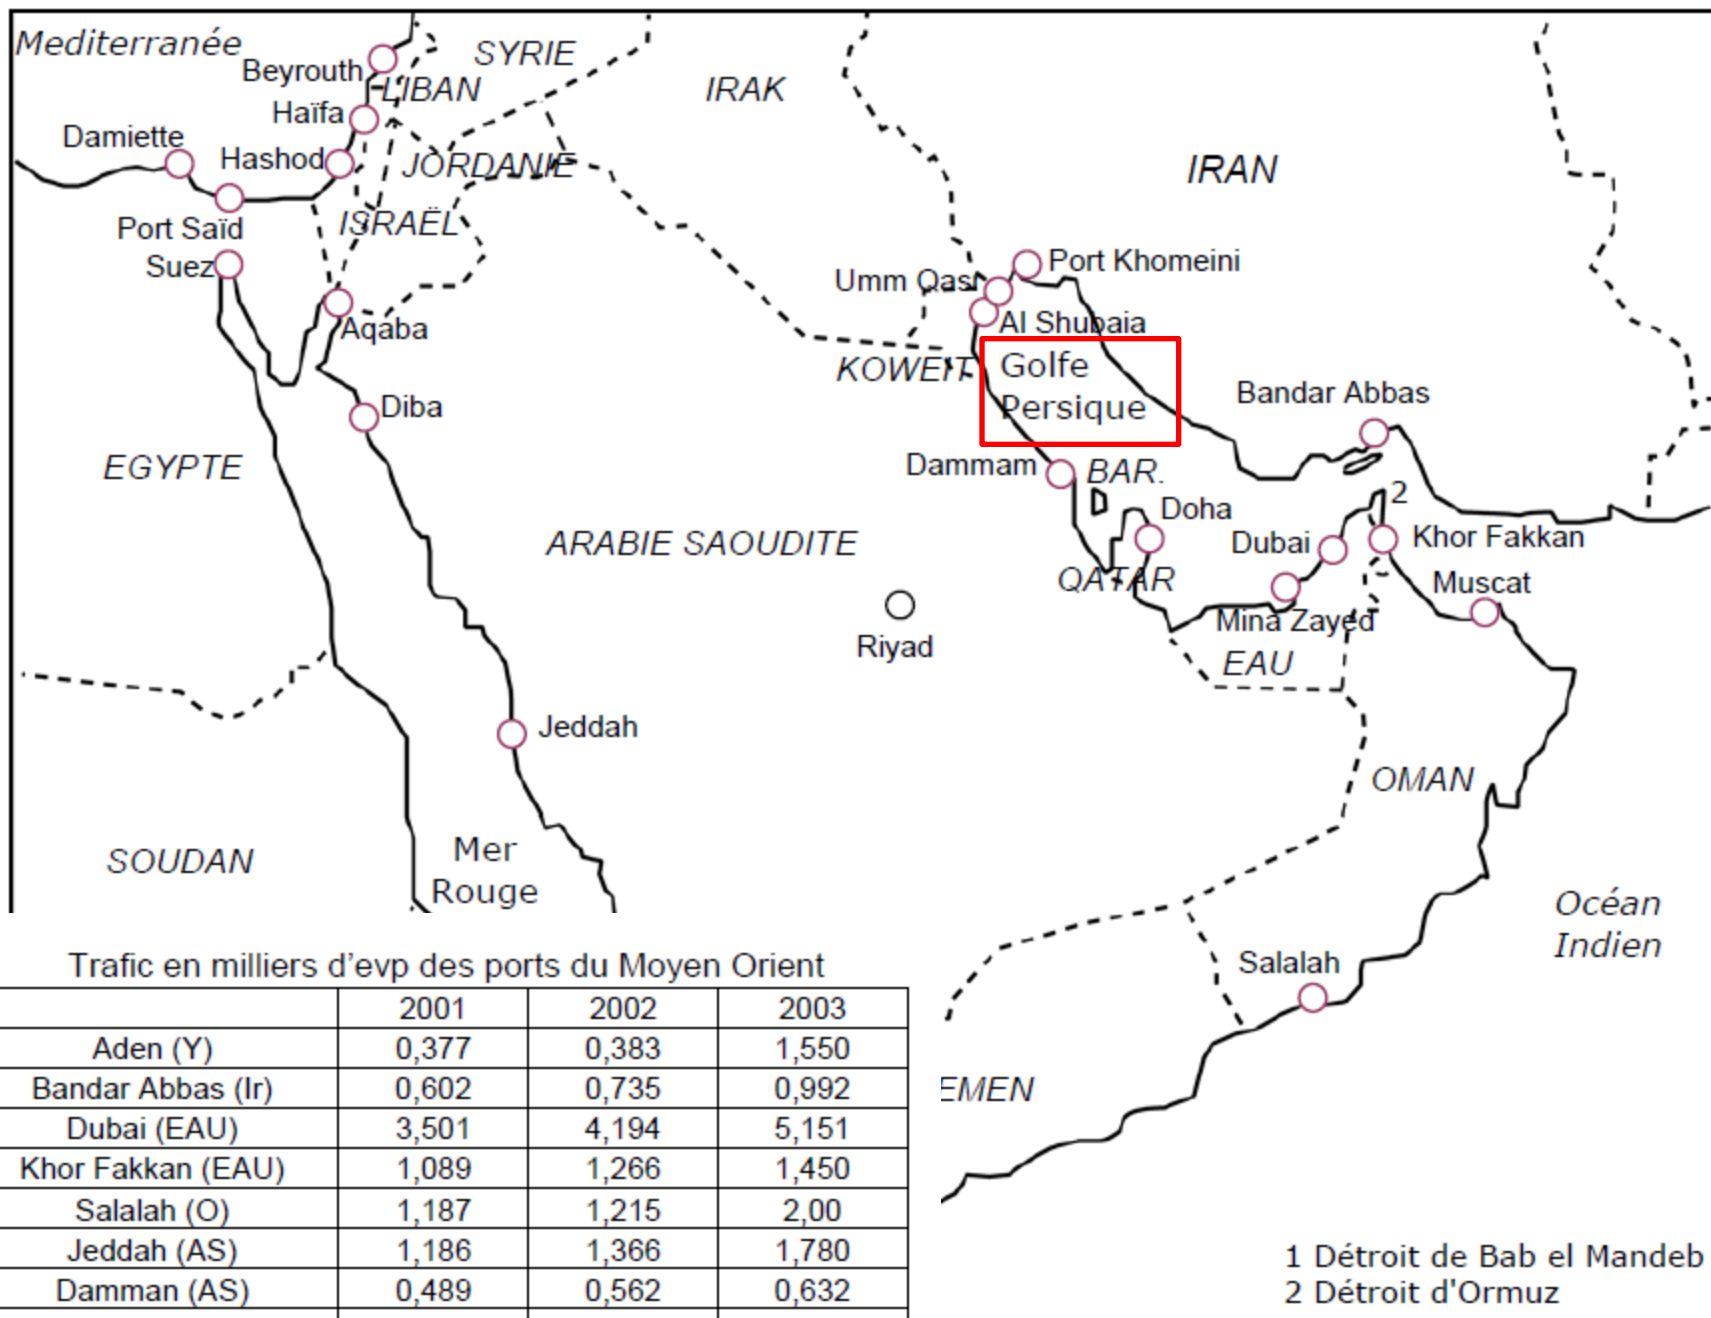 Mediterranée
Beyrouth
SYRIE
LIBAN
IRAK
Haïfa
Damiette
Hashod
JORDANIE
IRAN
Port Saïd
ISRAËL
Suez
Port Khomeini
Umm Qasr
Aqaba
Al Shubaia
KOWEIT
Golfe
Persique
Diba
Bandar Abbas
EGYPTE
Dammam
BAR.
2
Doha
ARABIE SAOUDITE
Dubai
Khor Fakkan
QATAR
Muscat
Mina Zayed
Riyad
EAU
Jeddah
OMAN
Mer
Rouge
SOUDAN
Océan
Indien
Salalah
EMEN
Trafic en milliers d’evp des ports du Moyen Orient
2001 2002 2003
Aden (Y) 0,377 0,383 1,550
Bandar Abbas (Ir) 0,602 0,735 0,992
Dubai (EAU) 3,501 4,194 5,151
Khor Fakkan (EAU) 1,089 1,266 1,450
Salalah (O) 1,187 1,215 2,00
Jeddah (AS) 1,186 1,366 1,780
Damman (AS) 0,489 0,562 0,632
1 Détroit de Bab el Mandeb
2 Détroit d'Ormuz